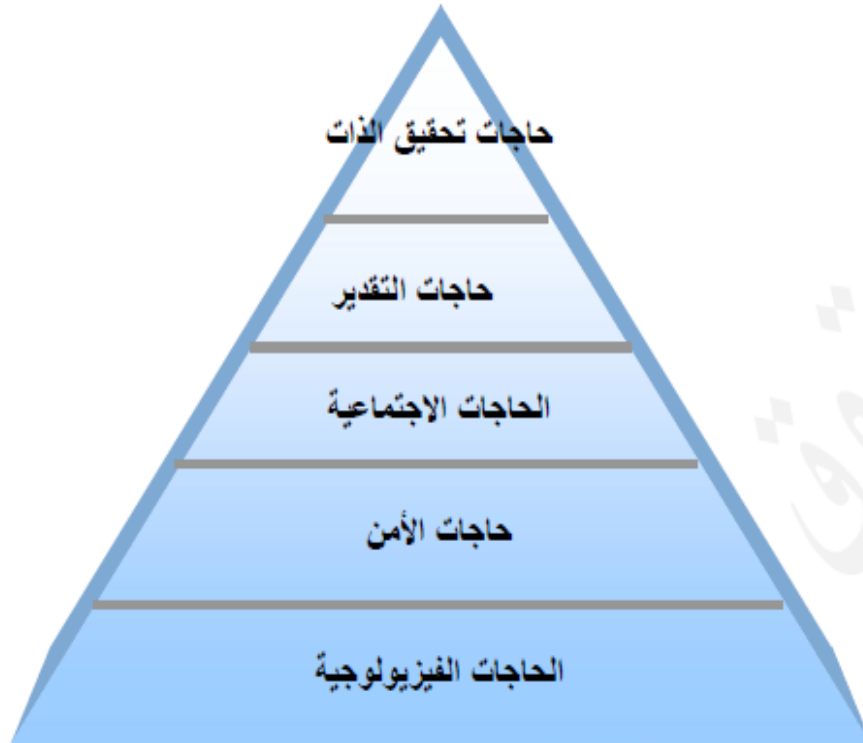 حاجات تحقيق الذات
حاجات التقدير
الحاجات الاجتماعية
حاجات الأمن
الحاجات الفيزيولوجية